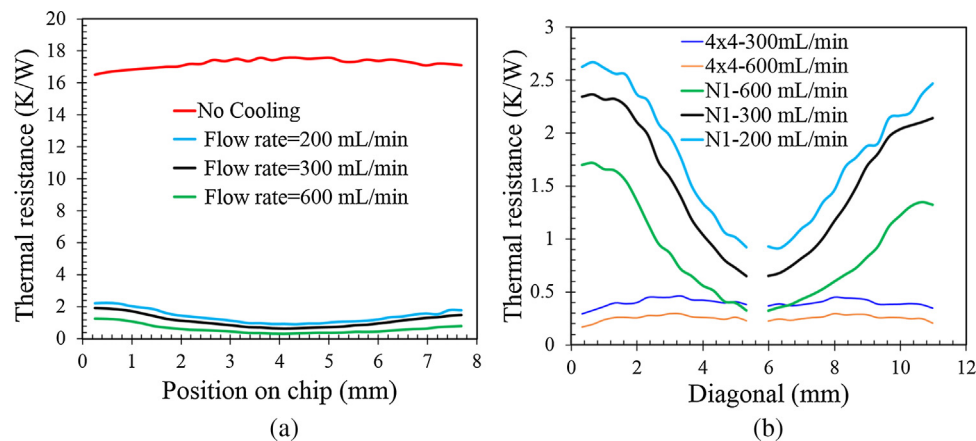 Thermal resistance (K/W)
20
18
16
14
12
10
8
6
4
2
0
No Cooling
Flow rate=200 mL/min
Flow rate=300 mL/min
Flow rate=600 mL/min
0 1 2 3 4 5 6 7 8
Position on chip (mm)
(a)
Thermal resistance (K/W)
3
2.5
2
1.5
1
0.5
0
4x4-300mL/min
4x4-600mL/min
N1-600 mL/min
N1-300 mL/min
N1-200 mL/min
0 2 4 6 8 10 12
Diagonal (mm)
(b)